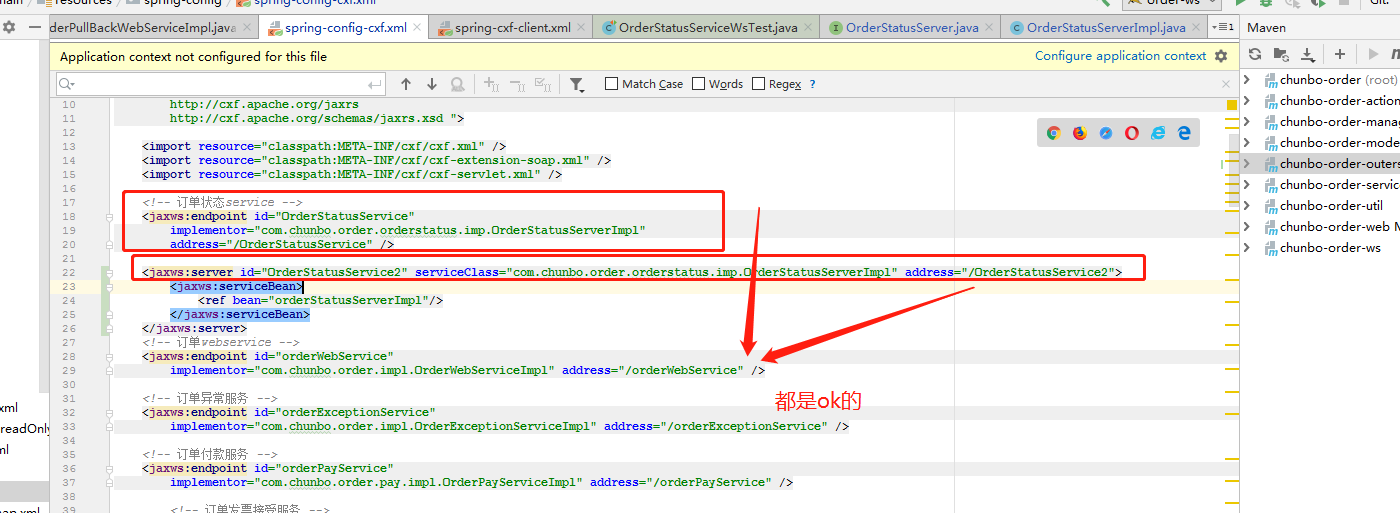 resources
spring-config
spring-config-cxf.xml
order-ws
Git:
derPullBackWebServiceImpl.java
spring-config-cxf.xml
spring-cxf-client.xml
OrderStatusServiceWsTest.java
OrderStatusServer.java
OrderStatusServerImpl.java
1
Maven
Application context not configured for this file
Configure application context
Match Case
Words
Regex
?
10 http://cxf.apache.org/jaxrs
11 http://cxf.apache.org/schemas/jaxrs.xsd ">
12
13 <import resource="classpath:META-INF/cxf/cxf.xml" />
14 <import resource="classpath:META-INF/cxf/cxf-extension-soap.xml" />
15 <import resource="classpath:META-INF/cxf/cxf-servlet.xml" />
16
17 <!-- 订单状态service -->
18 <jaxws:endpoint id="OrderStatusService"
19 implementor="com.chunbo.order.orderstatus.imp.OrderStatusServerImpl"
20 address="/OrderStatusService" />
21
22 <jaxws:server id="OrderStatusService2" serviceClass="com.chunbo.order.orderstatus.imp.OrderStatusServerImpl" address="/OrderStatusService2">
23 <jaxws:serviceBean>
24 <ref bean="orderStatusServerImpl"/>
25 </jaxws:serviceBean>
26 </jaxws:server>
27 <!-- 订单webservice -->
28 <jaxws:endpoint id="orderWebService"
29 implementor="com.chunbo.order.impl.OrderWebServiceImpl" address="/orderWebService" />
30
31 <!-- 订单异常服务 -->
32 <jaxws:endpoint id="orderExceptionService"
33 implementor="com.chunbo.order.impl.OrderExceptionServiceImpl" address="/orderExceptionService" />
34
35 <!-- 订单付款服务 -->
36 <jaxws:endpoint id="orderPayService"
37 implementor="com.chunbo.order.pay.impl.OrderPayServiceImpl" address="/orderPayService" />
38
39 <!-- 订单发票接受服务 -->
都是ok的
xml
readOnly
ml
chunbo-order (root)
chunbo-order-action
chunbo-order-mana
chunbo-order-mode
chunbo-order-outers
chunbo-order-servic
chunbo-order-util
chunbo-order-web M
chunbo-order-ws